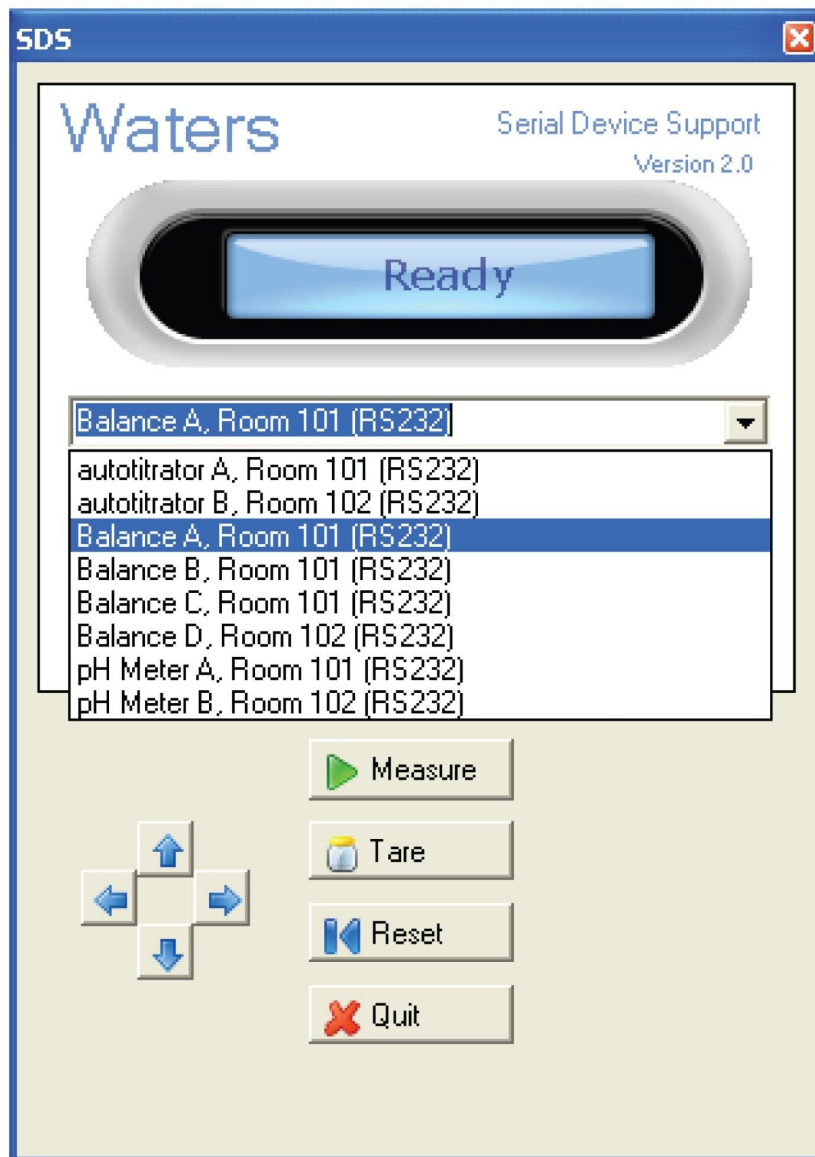 SDS
Waters
Serial Device Support
Version 2.0
Ready
Balance A, Room 101 (RS232)
autotitrator A, Room 101 (RS232)
autotitrator B, Room 102 (RS232)
Balance A, Room 101 (RS232)
Balance B, Room 101 (RS232)
Balance C, Room 101 (RS232)
Balance D, Room 102 (RS232)
pH Meter A, Room 101 (RS232)
pH Meter B, Room 102 (RS232)
Measure
Tare
Reset
Quit